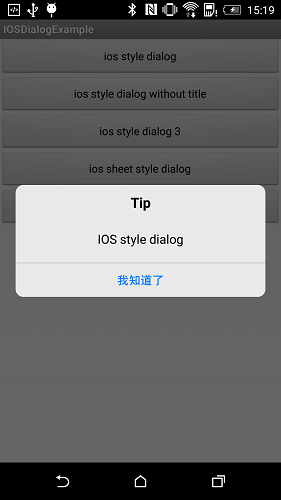 15:19
IOSDialogExample
ios style dialog
ios style dialog without title
ios style dialog 3
ios sheet style dialog
Tip
IOS style dialog
我知道了